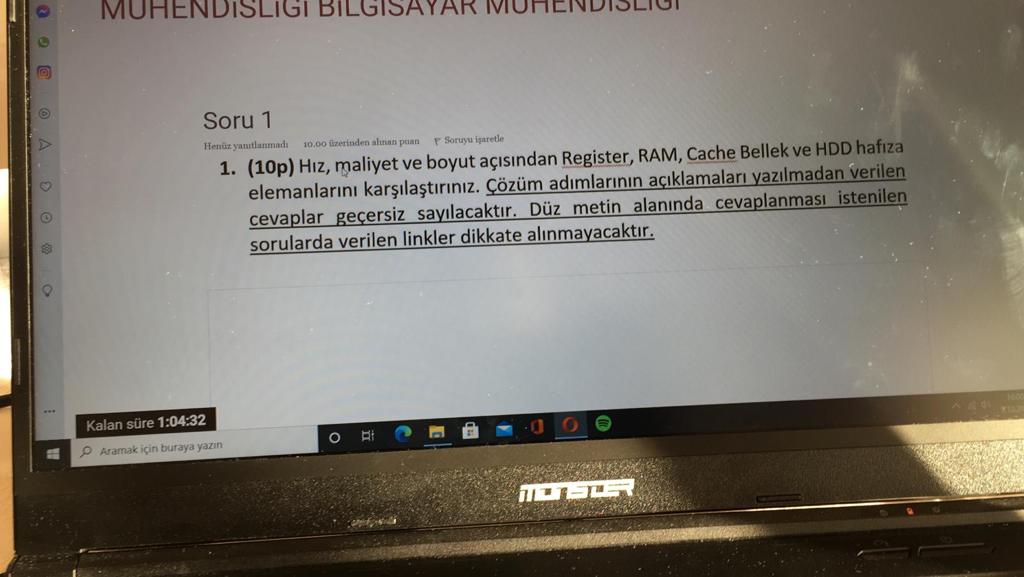 MÜHENDİSLİĞİ BİLGİSAYAR MÜHENDİSLİĞİ
Soru 1
Henüz yanıtlanmadı 10.00 üzerinden alınan puan Soruyu işaretle
1. (10p) Hız, maliyet ve boyut açısından Register, RAM, Cache Bellek ve HDD hafıza
elemanlarını karşılaştırınız. Çözüm adımlarının açıklamaları yazılmadan verilen
cevaplar geçersiz sayılacaktır. Düz metin alanında cevaplanması istenilen
sorularda verilen linkler dikkate alınmayacaktır.
Kalan süre 1:04:32
Aramak için buraya yazın
MONSTER